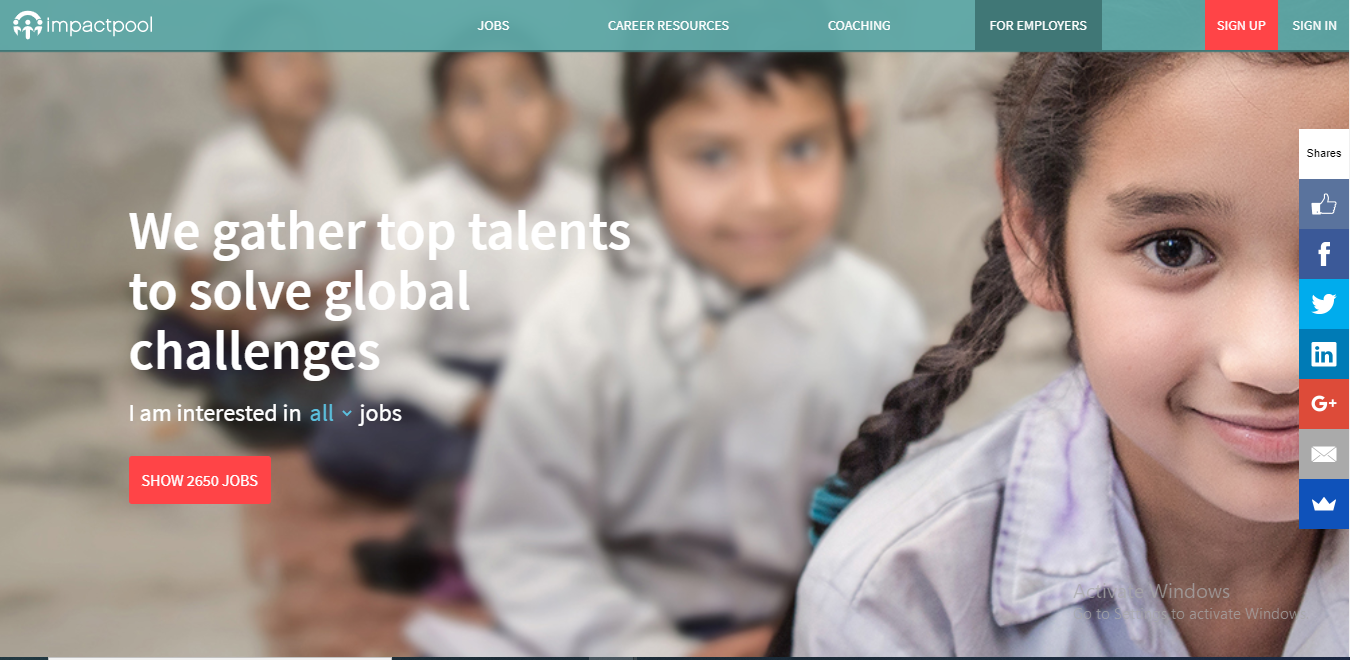 impactpool
JOBS
CAREER RESOURCES
COACHING
FOR EMPLOYERS
SIGN UP
SIGN IN
Shares
We gather top talents
to solve global
challenges
I am interested in all jobs
SHOW 2650 JOBS
f
in
G+
Activate Windows
Go to Settings to activate Windows